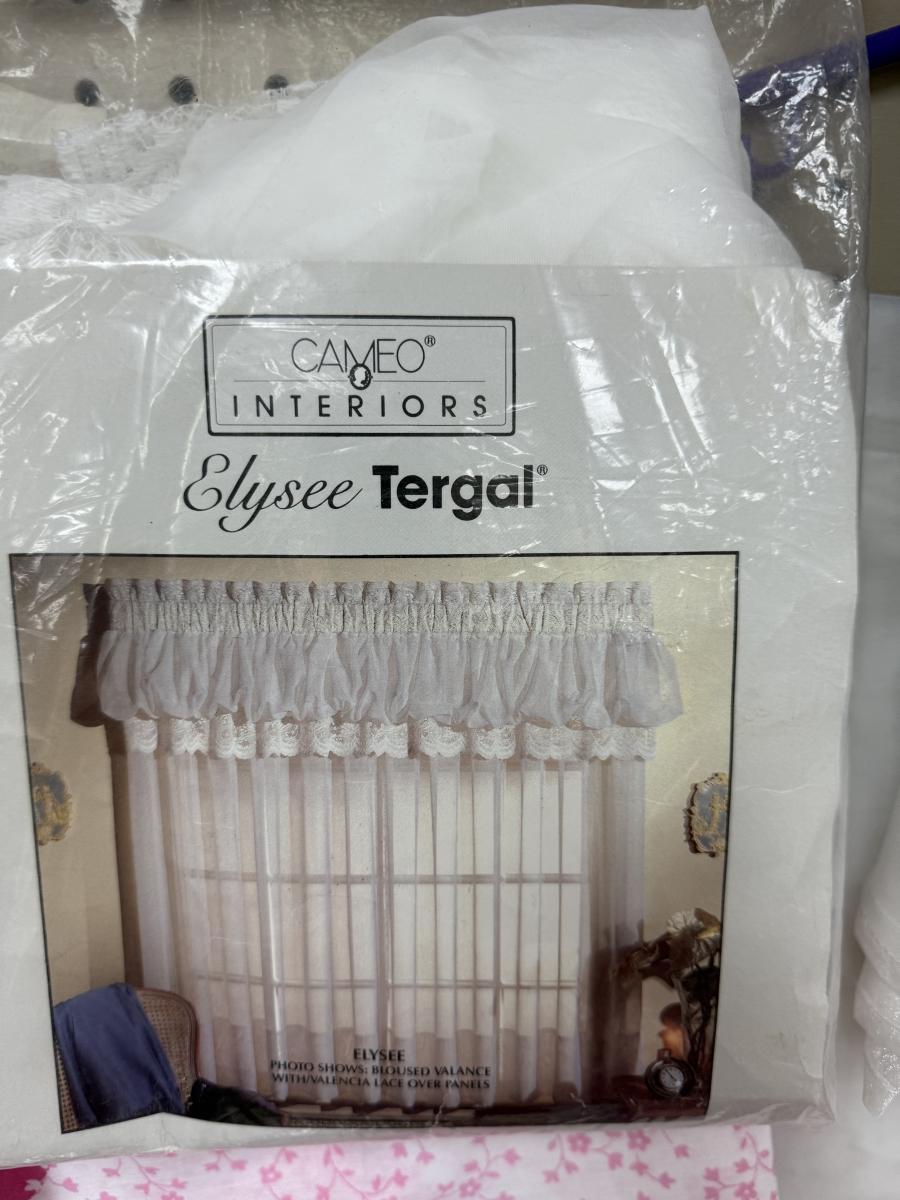 CAMEO®
INTERIORS
Elysee Tergal®
ELYSEE
PHOTO SHOWS: BLOUSED VALANCE
WITH/VALENCIA LACE OVER PANELS